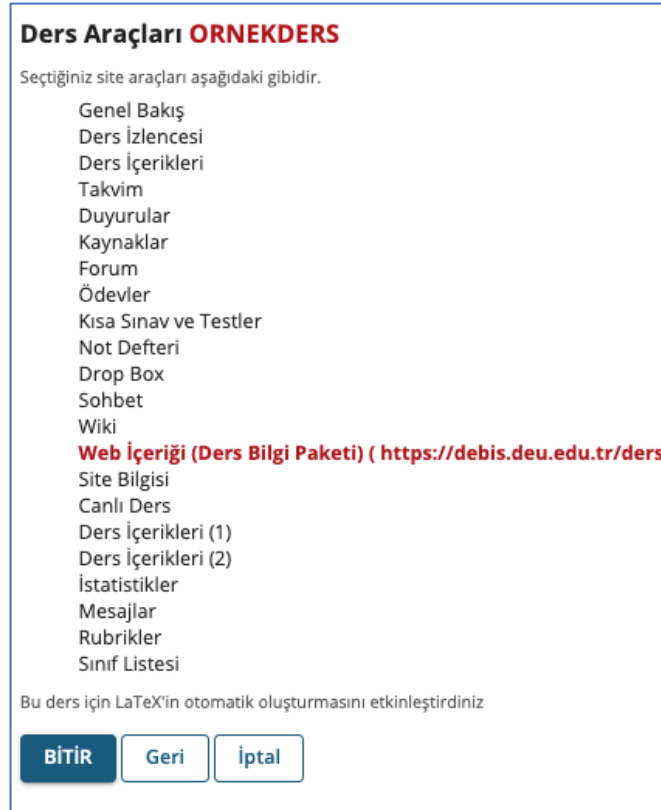 Ders Araçları ORNEKDERS
Seçtiğiniz site araçları aşağıdaki gibidir.
Genel Bakış
Ders İzlencesi
Ders İçerikleri
Takvim
Duyurular
Kaynaklar
Forum
Ödevler
Kısa Sınav ve Testler
Not Defteri
Drop Box
Sohbet
Wiki
Web İçeriği (Ders Bilgi Paketi) ( https://debis.deu.edu.tr/ders
Site Bilgisi
Canlı Ders
Ders İçerikleri (1)
Ders İçerikleri (2)
İstatistikler
Mesajlar
Rubrikler
Sınıf Listesi
Bu ders için LaTeX'in otomatik oluşturmasını etkinleştirdiniz
BİTİR Geri İptal